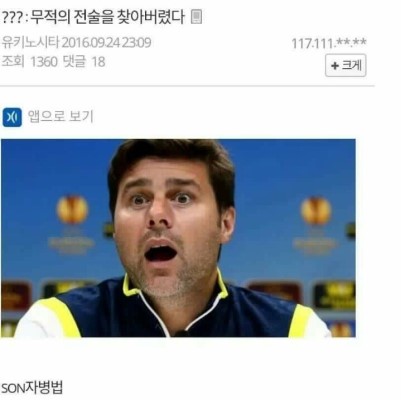 ??? : 무적의 전술을 찾아버렸다
유키노시타 2016.09.24 23:09
117.111.**.**
조회 1360 댓글 18
+ 크게
앱으로 보기
SON자병법